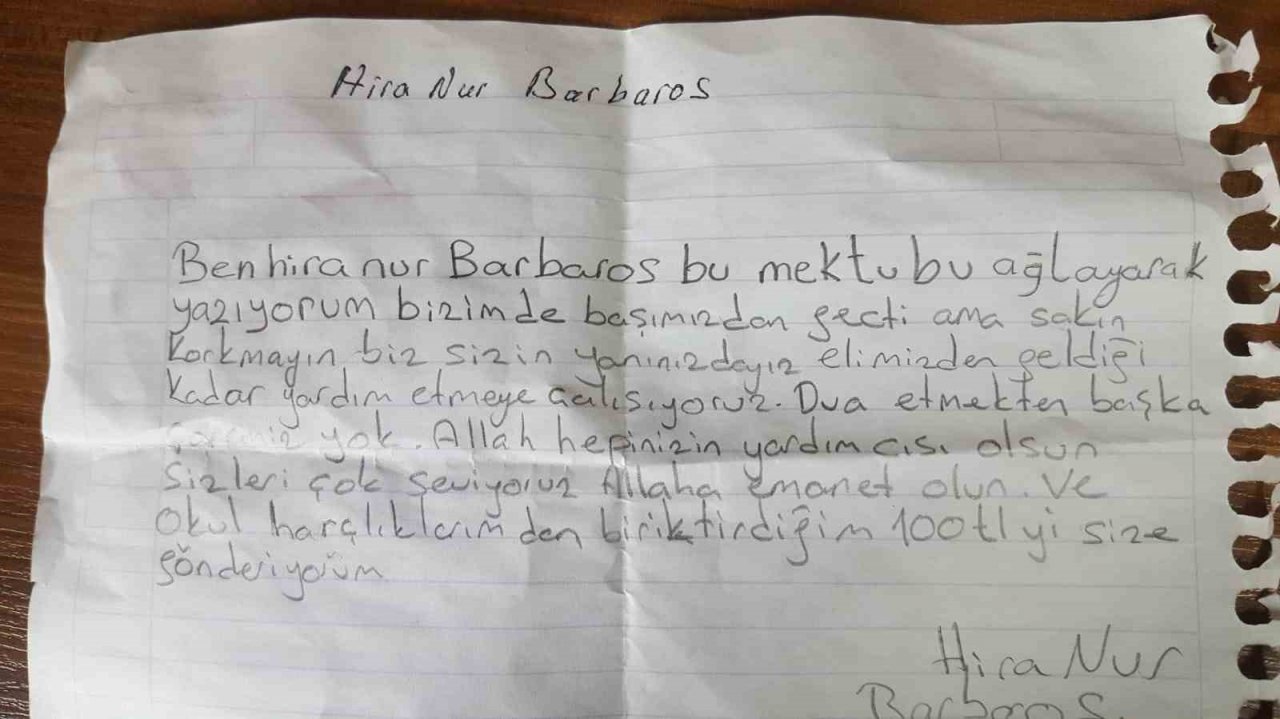 Hira Nur Barbaros
Ben hira nur Barbaros bu mektubu ağlayarak
yazıyorum bizimde başımızdan geçti ama sakın
korkmayın biz sizin yanınızdayız elimizden geldiği
kadar yardım etmeye çalışıyoruz. Dua etmekten başka
yok. Allah hepinizin yardımcısı olsun
Sizleri çok seviyoruz Allaha emanet olun. Ve
okul harçlıklarımdan biriktirdiğim 100 tl yi size
gönderiyorum
Hira Nur
Barbaros